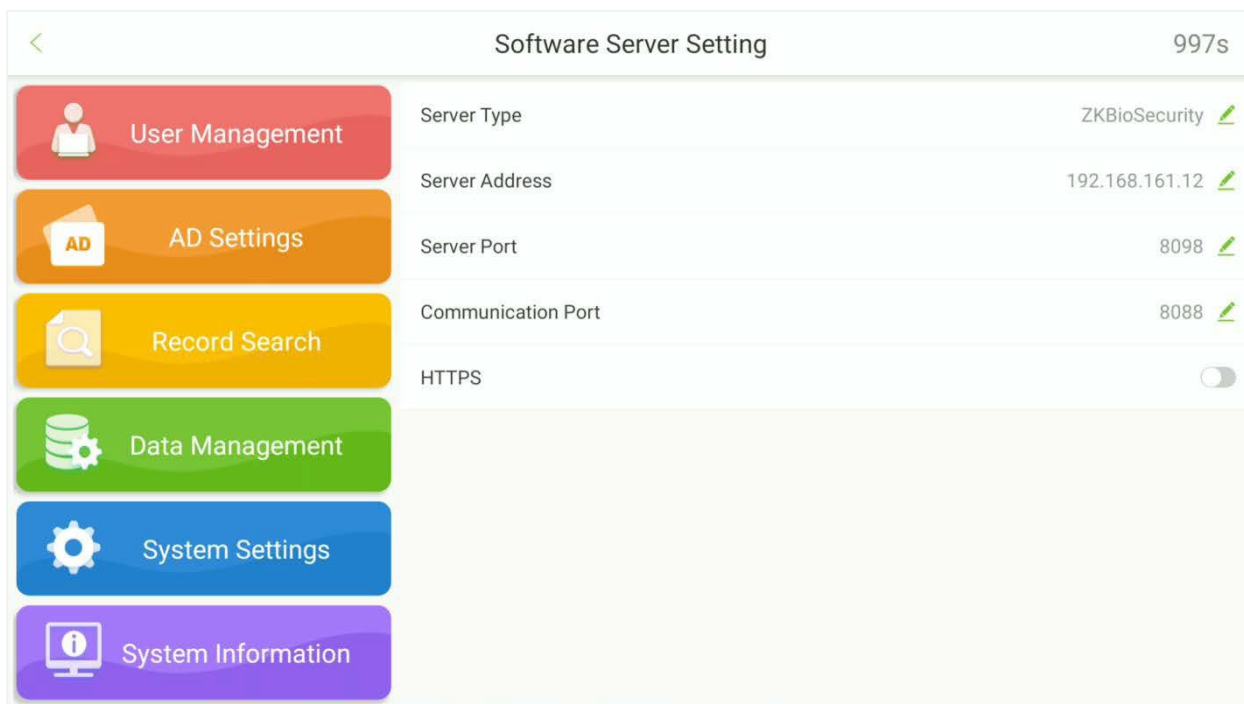 Software Server Setting
997s
User Management
AD
AD Settings
Record Search
Data Management
System Settings
System Information
Server Type
ZKBioSecurity
Server Address
192.168.161.12
Server Port
8098
Communication Port
8088
HTTPS